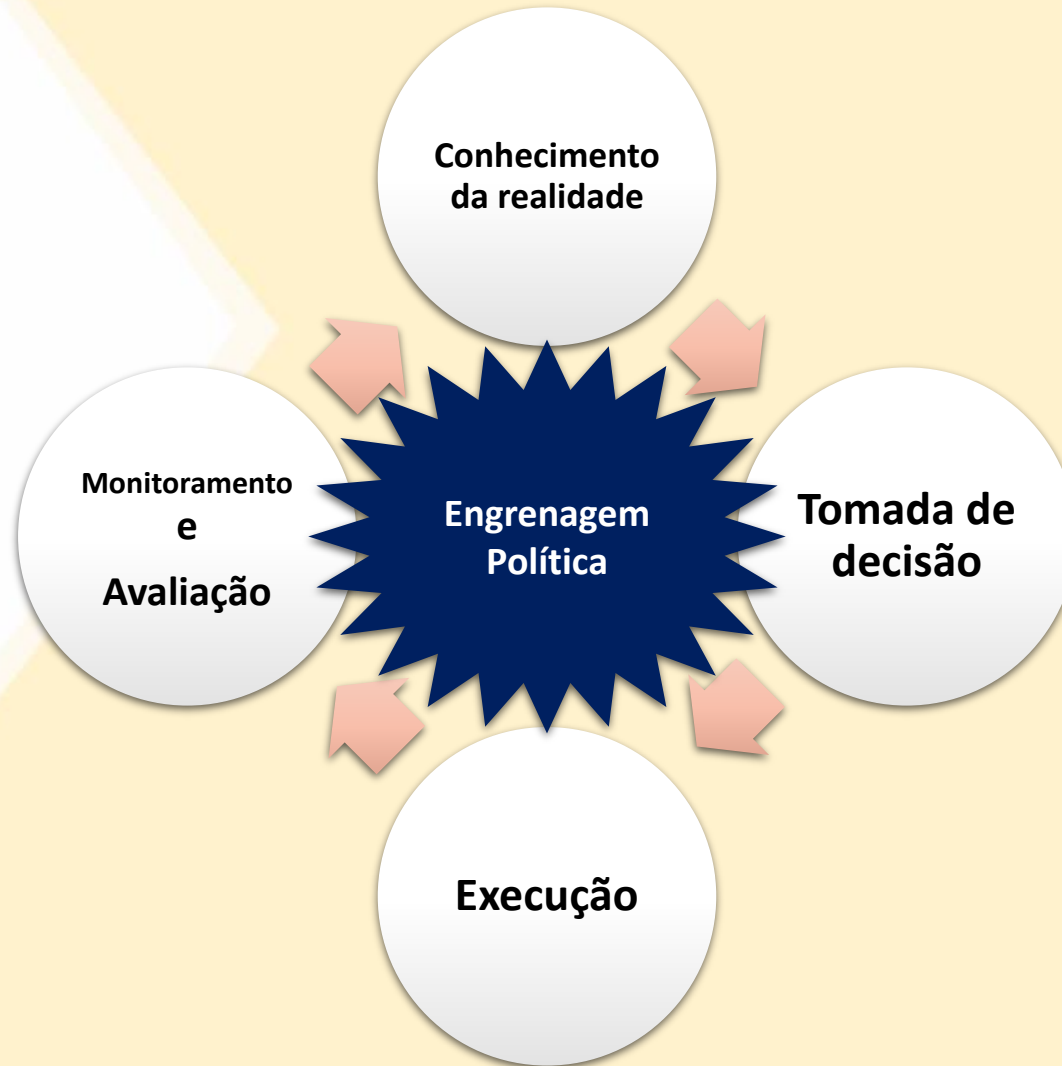 Conhecimento
da realidade
Monitoramento
e
Avaliação
Engrenagem
Política
Tomada de
decisão
Execução